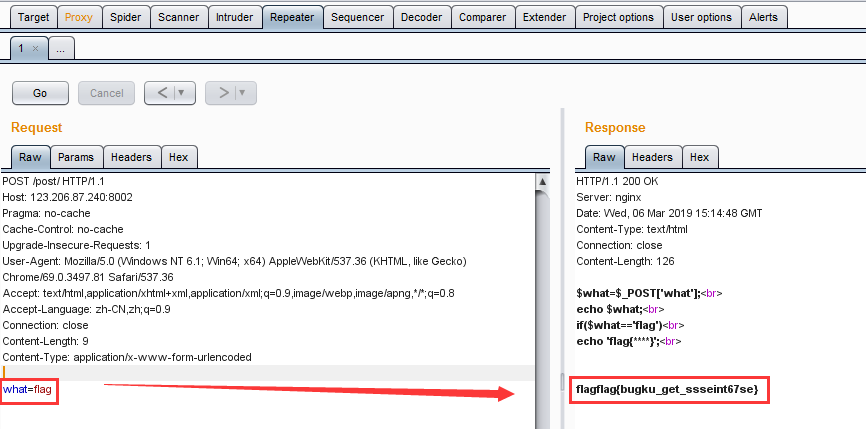 Target Proxy Spider Scanner Intruder Repeater Sequencer Decoder Comparer Extender Project options User options Alerts
1 × ...
Go Cancel < | ▼ > | ▼
Request
Raw Params Headers Hex
POST /post/ HTTP/1.1
Host: 123.206.87.240:8002
Pragma: no-cache
Cache-Control: no-cache
Upgrade-Insecure-Requests: 1
User-Agent: Mozilla/5.0 (Windows NT 6.1; Win64; x64) AppleWebKit/537.36 (KHTML, like Gecko)
Chrome/69.0.3497.81 Safari/537.36
Accept: text/html,application/xhtml+xml,application/xml;q=0.9,image/webp,image/apng,*/*;q=0.8
Accept-Language: zh-CN,zh;q=0.9
Connection: close
Content-Length: 9
Content-Type: application/x-www-form-urlencoded
what=flag
Response
Raw Headers Hex
HTTP/1.1 200 OK
Server: nginx
Date: Wed, 06 Mar 2019 15:14:48 GMT
Content-Type: text/html
Connection: close
Content-Length: 126
$what=$_POST['what'];<br>
echo $what;<br>
if($what=='flag')<br>
echo 'flag{****}';<br>
flagflag{bugku_get_ssseint67se}